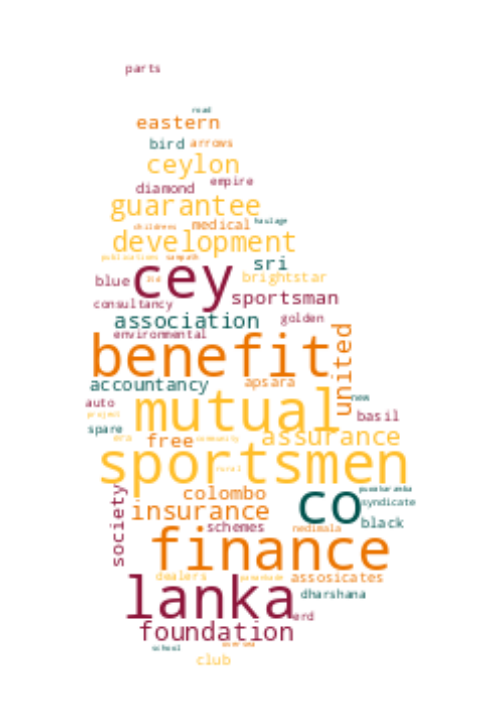 parts
road
eastern
bird arrows
ceylon
diamond empire
guarantee
childrens medical haulage
development
publications sampath
cey sri
blue brightstar
consultancy sportsman
association golden
environmental
benefit united
accountancy apsara
mutual new
auto basil
project
spare assurance
free community
sportsmen
rural
society colombo co
insurance syndicate
schemes black
nedimala
finance
dealers assosicates
lanka dharshana
erd
foundation
school
club